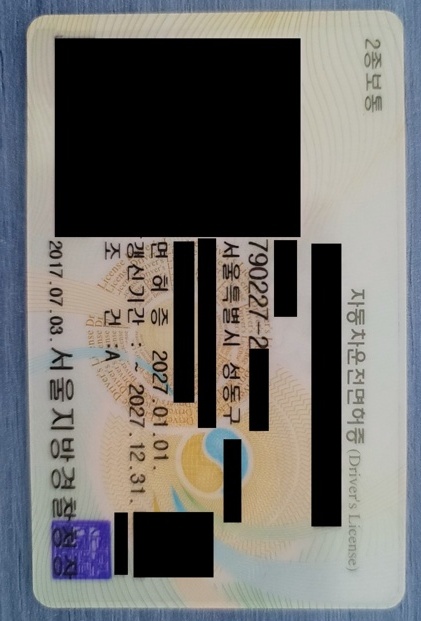 2종보통
자동차운전면허증 (Driver's License)
790227-2
서울특별시 성동구
면 허 증 2027.01.01.
갱신기간 : ~ 2027.12.31.
조 건 : A
2017.07.03. 서울지방경찰청장